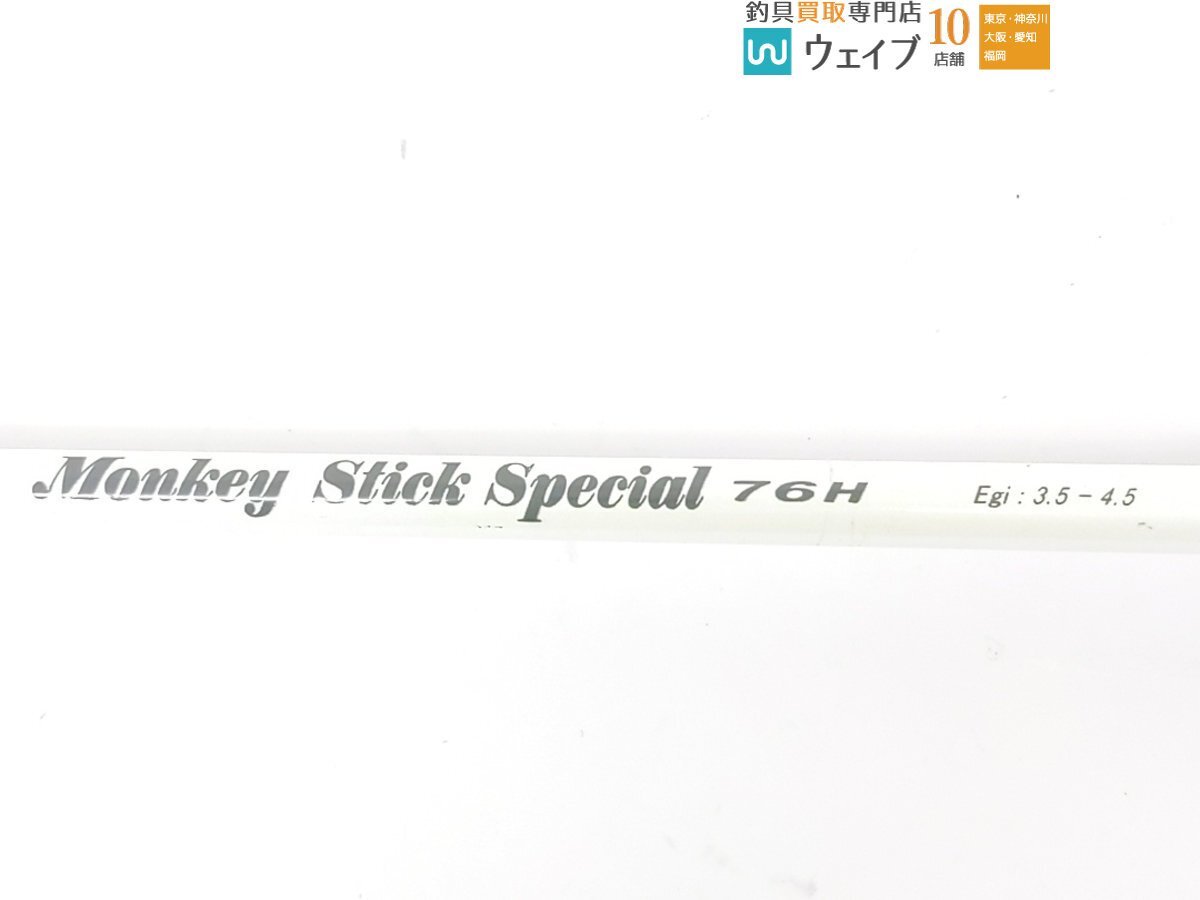 釣具買取専門店
ウェイブ
10
店舗
東京・神奈川
大阪・愛知
福岡
Monkey Stick Special 76H Egi : 3.5 - 4.5